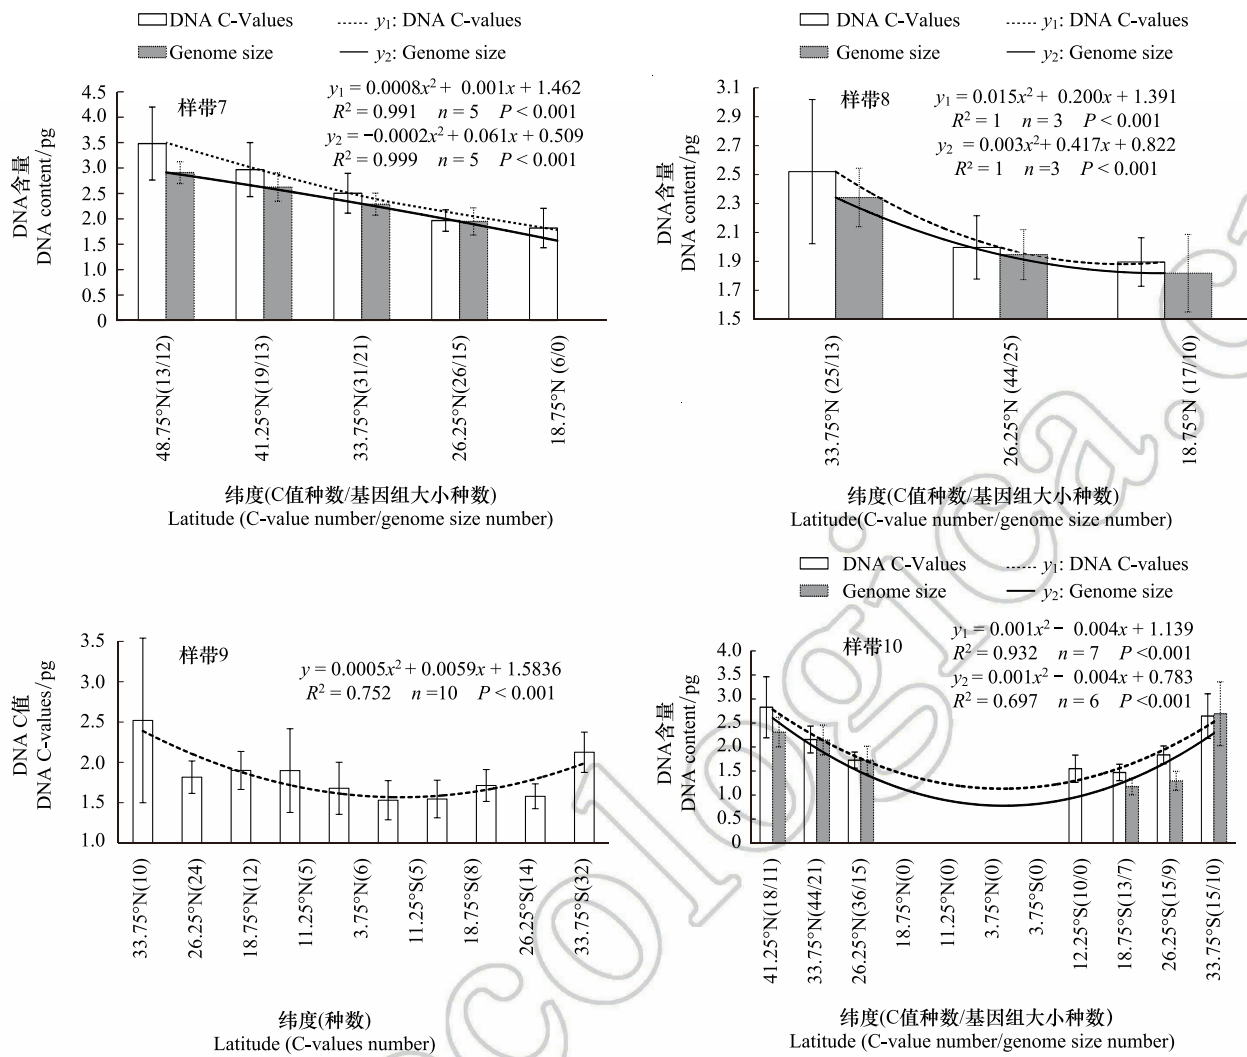 DNA C-Values
y₁: DNA C-values
Genome size
y₂: Genome size
样带7
y₁ = 0.0008x² + 0.001x + 1.462
R² = 0.991 n = 5 P < 0.001
y₂ = −0.0002x² + 0.061x + 0.509
R² = 0.999 n = 5 P < 0.001
DNA含量
DNA content/pg
4.5
4.0
3.5
3.0
2.5
2.0
1.5
1.0
0.5
0
48.75°N(13/12)
41.25°N(19/13)
33.75°N(31/21)
26.25°N(26/15)
18.75°N (6/0)
纬度(C值种数/基因组大小种数)
Latitude (C-value number/genome size number)
DNA C-Values
y₁: DNA C-values
Genome size
y₂: Genome size
样带8
y₁ = 0.015x² + 0.200x + 1.391
R² = 1 n = 3 P < 0.001
y₂ = 0.003x² + 0.417x + 0.822
R² = 1 n =3 P < 0.001
DNA含量
DNA content/pg
3.1
2.9
2.7
2.5
2.3
2.1
1.9
1.7
1.5
33.75°N (25/13)
26.25°N (44/25)
18.75°N (17/10)
纬度(C值种数/基因组大小种数)
Latitude(C-value number/genome size number)
样带9
y = 0.0005x² + 0.0059x + 1.5836
R² = 0.752 n =10 P < 0.001
DNA C值
DNA C-values/pg
3.5
3.0
2.5
2.0
1.5
1.0
33.75°N(10)
26.25°N(24)
18.75°N(12)
11.25°N(5)
3.75°N(6)
11.25°S(5)
18.75°S(8)
26.25°S(14)
33.75°S(32)
纬度(种数)
Latitude (C-values number)
DNA C-Values
y₁: DNA C-values
Genome size
y₂: Genome size
样带10
y₁ = 0.001x² − 0.004x + 1.139
R² = 0.932 n = 7 P <0.001
y₂ = 0.001x² − 0.004x + 0.783
R² = 0.697 n = 6 P <0.001
DNA含量
DNA content/pg
4.0
3.5
3.0
2.5
2.0
1.5
1.0
0.5
0
41.25°N(18/11)
33.75°N(44/21)
26.25°N(36/15)
18.75°N(0)
11.25°N(0)
3.75°N(0)
3.75°S(0)
12.25°S(10/0)
18.75°S(13/7)
26.25°S(15/9)
33.75°S(15/10)
纬度(C值种数/基因组大小种数)
Latitude (C-value number/genome size number)
cologica.c